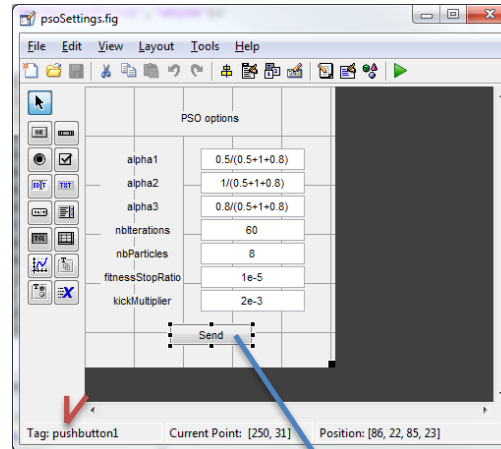 psoSettings.fig
File Edit View Layout Tools Help
PSO options
alpha1 0.5/(0.5+1+0.8)
alpha2 1/(0.5+1+0.8)
alpha3 0.8/(0.5+1+0.8)
nbIterations 60
nbParticles 8
fitnessStopRatio 1e-5
kickMultiplier 2e-3
Send
Tag: pushbutton1 Current Point: [250, 31] Position: [86, 22, 85, 23]